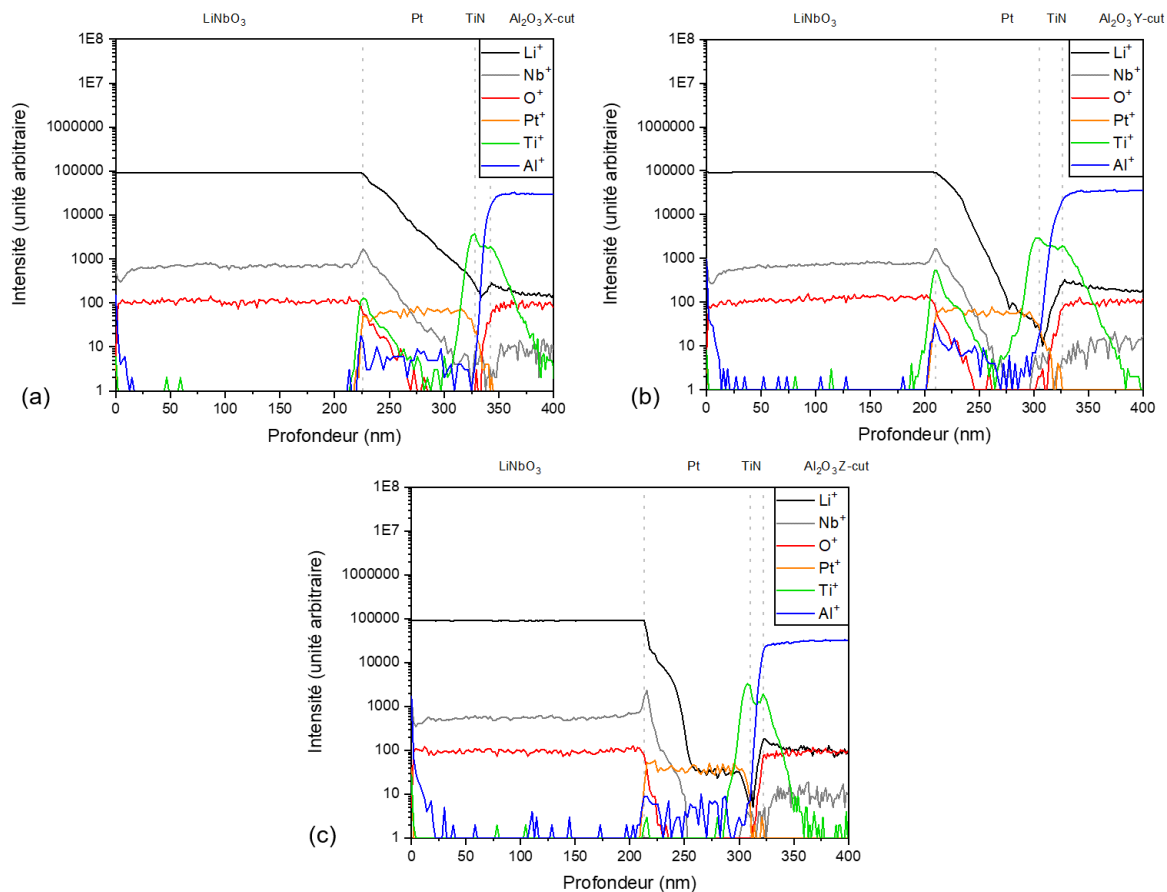 LiNbO₃ Pt TiN Al₂O₃ X-cut
1E8
1E7
1000000
100000
10000
1000
100
10
1
Intensité (unité arbitraire)
Li⁺
Nb⁺
O⁺
Pt⁺
Ti⁺
Al⁺
0 50 100 150 200 250 300 350 400
Profondeur (nm)
(a)
LiNbO₃ Pt TiN Al₂O₃ Y-cut
1E8
1E7
1000000
100000
10000
1000
100
10
1
Intensité (unité arbitraire)
Li⁺
Nb⁺
O⁺
Pt⁺
Ti⁺
Al⁺
0 50 100 150 200 250 300 350 400
Profondeur (nm)
(b)
LiNbO₃ Pt TiN Al₂O₃ Z-cut
1E8
1E7
1000000
100000
10000
1000
100
10
1
Intensité (unité arbitraire)
Li⁺
Nb⁺
O⁺
Pt⁺
Ti⁺
Al⁺
0 50 100 150 200 250 300 350 400
Profondeur (nm)
(c)